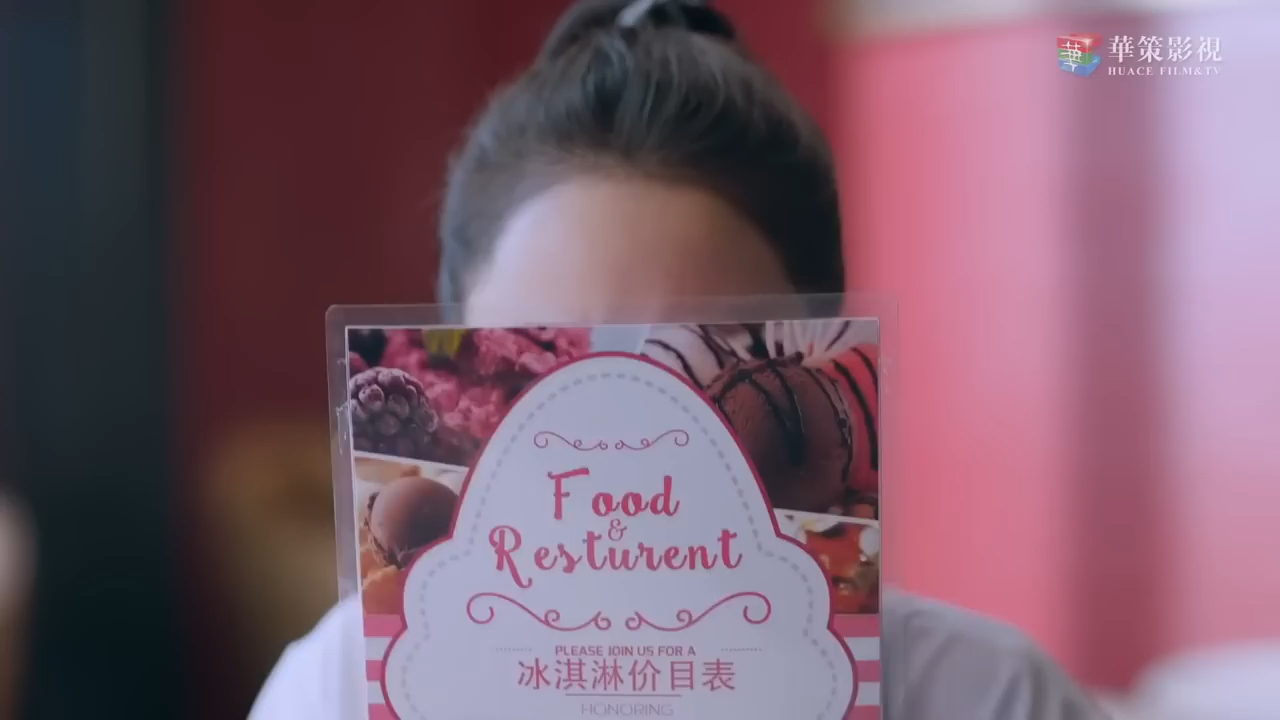 華
華策影視
HUACE FILM&TV
Food
&
Resturent
PLEASE JOIN US FOR A
冰淇淋价目表
HONORING